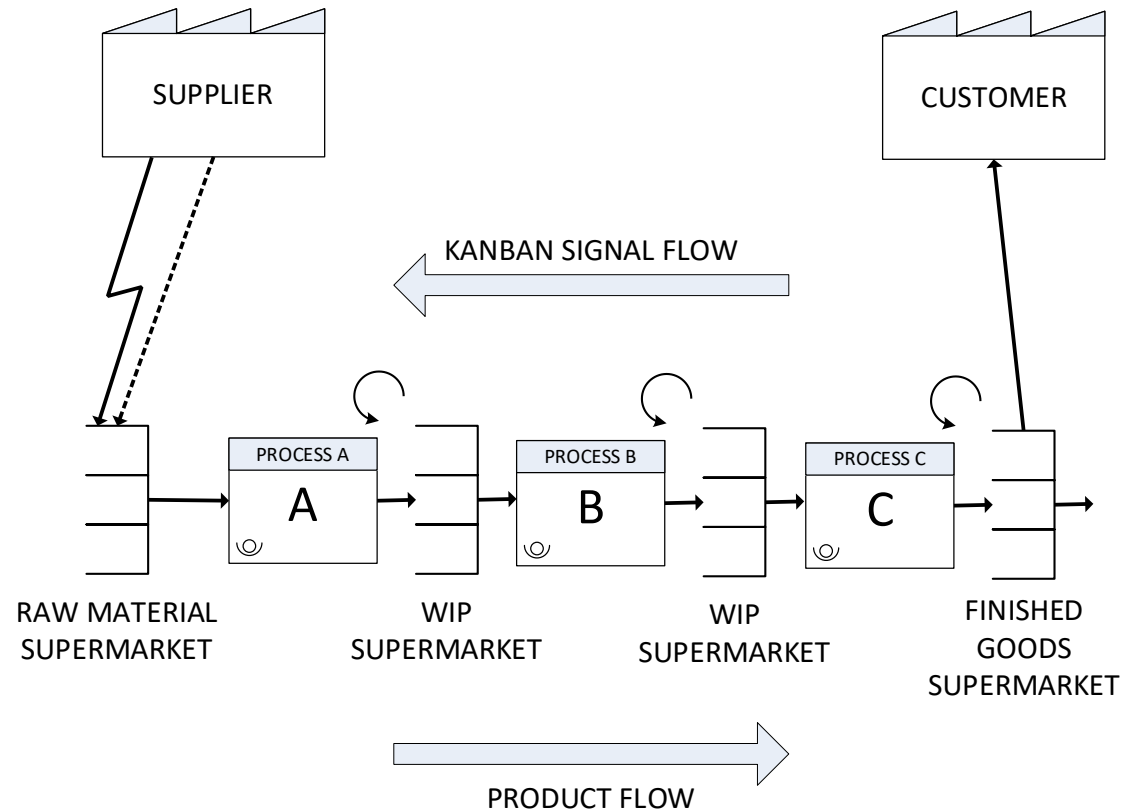 SUPPLIER
CUSTOMER
KANBAN SIGNAL FLOW
PROCESS A
A
PROCESS B
B
PROCESS C
C
RAW MATERIAL
SUPERMARKET
WIP
SUPERMARKET
WIP
SUPERMARKET
FINISHED
GOODS
SUPERMARKET
PRODUCT FLOW